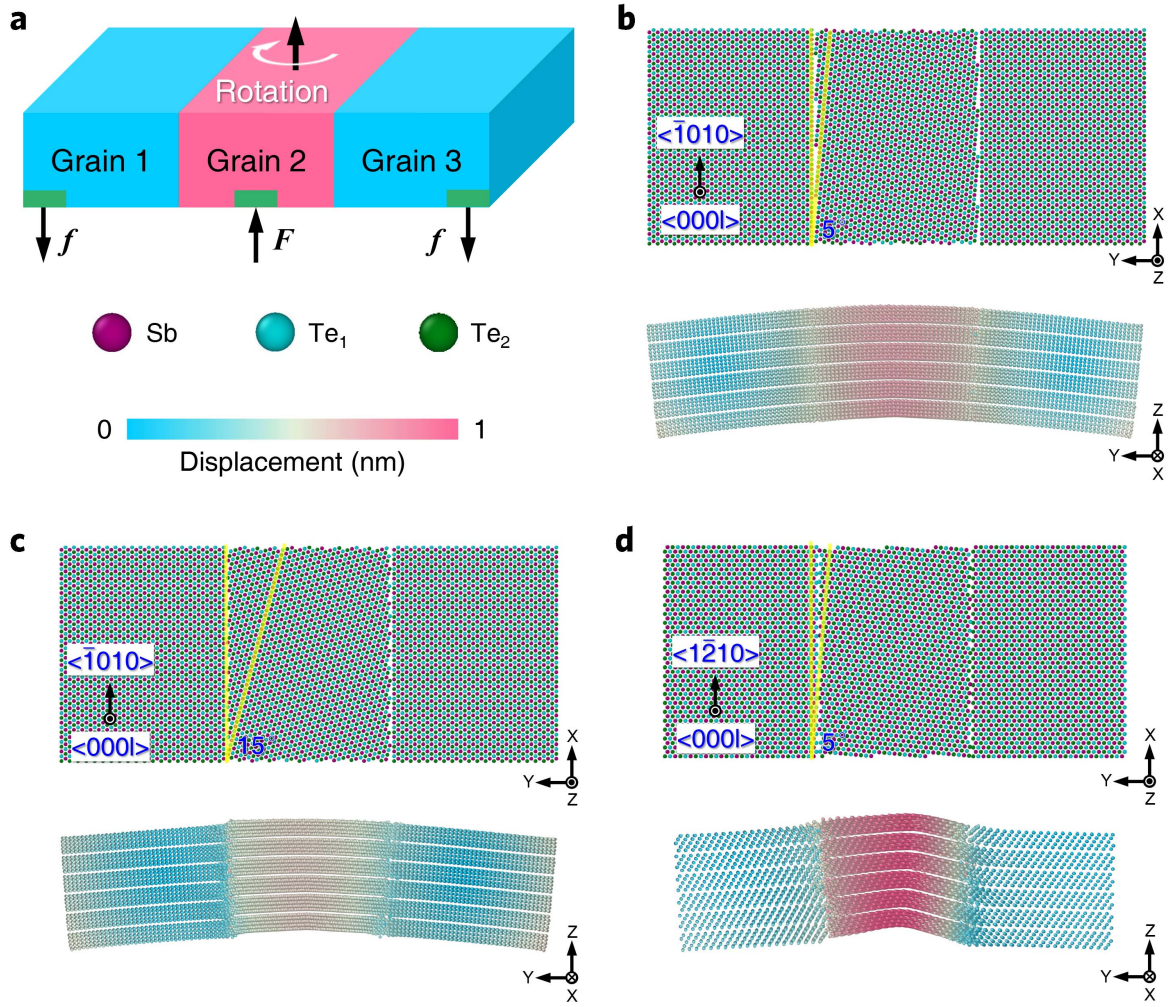 a
Rotation
Grain 1
Grain 2
Grain 3
f
F
f
Sb
Te₁
Te₂
0
1
Displacement (nm)
b
<1̅010>
<000l>
5°
X
Y
Z
Z
Y
X
c
<1̅010>
<000l>
15°
X
Y
Z
Z
Y
X
d
<12̅10>
<000l>
5°
X
Y
Z
Z
Y
X